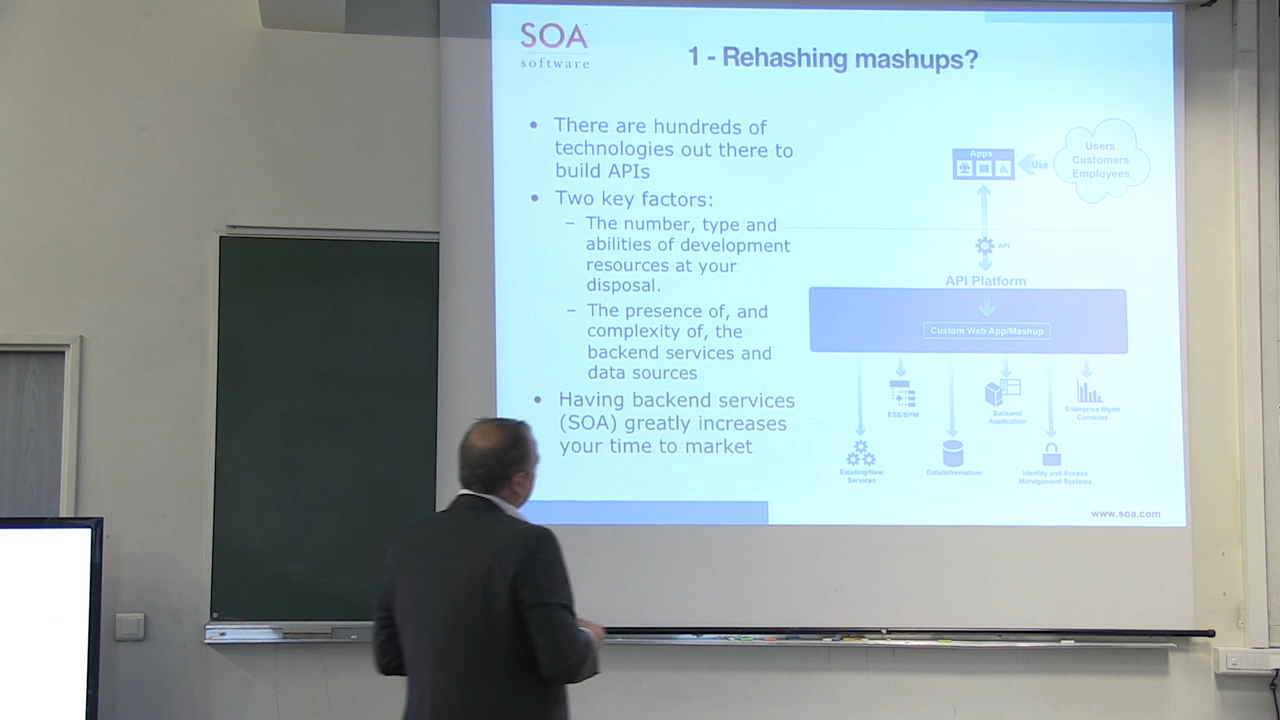 SOA™
software
1 - Rehashing mashups?
• There are hundreds of
technologies out there to
build APIs
• Two key factors:
– The number, type and
abilities of development
resources at your
disposal.
– The presence of, and
complexity of, the
backend services and
data sources
• Having backend services
(SOA) greatly increases
your time to market
Apps
Use
Users
Customers
Employees
API
API Platform
Custom Web App/Mashup
ESB/BPM
Backend
Application
Enterprise Mgmt
Consoles
Existing/New
Services
Data/Information
Identity and Access
Management Systems
www.soa.com